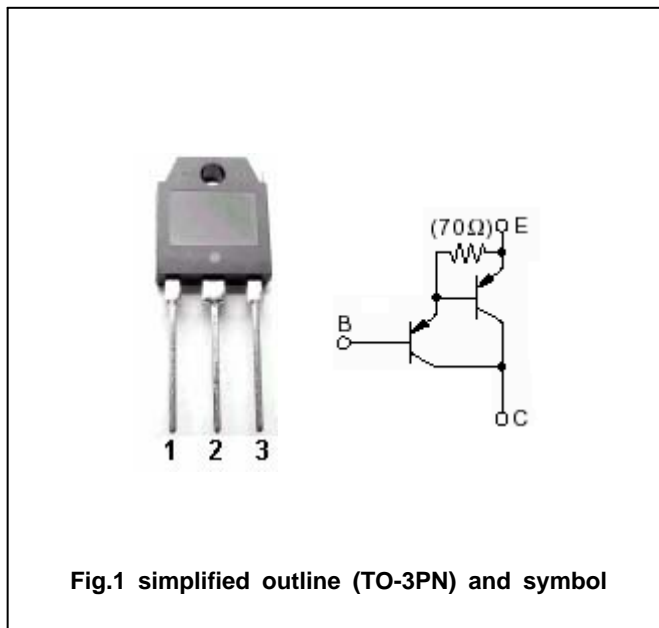 (70Ω) E
B
C
1 2 3
Fig.1 simplified outline (TO-3PN) and symbol